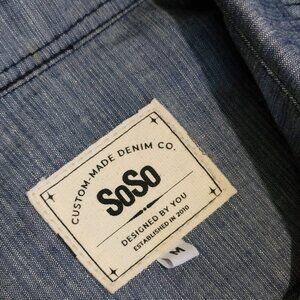 CUSTOM-MADE DENIM CO.
SoSo
DESIGNED BY YOU
ESTABLISHED IN 2010
M